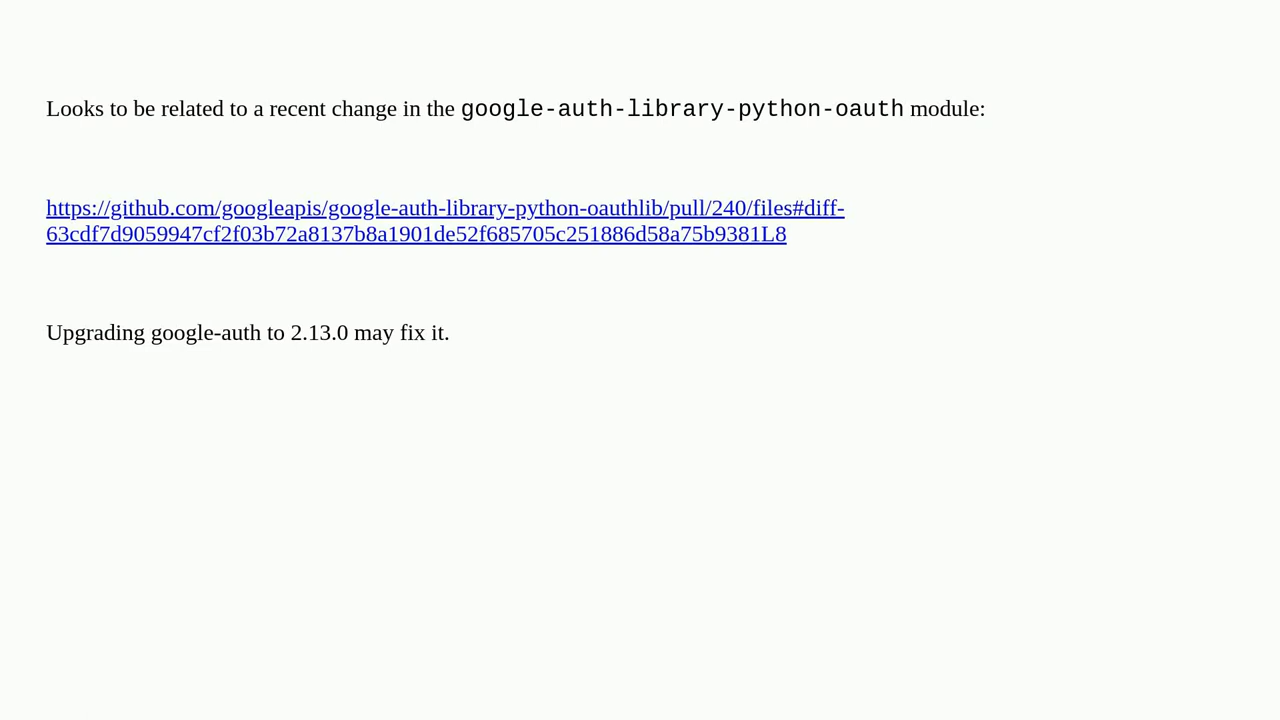 Looks to be related to a recent change in the google-auth-library-python-oauth module:
https://github.com/googleapis/google-auth-library-python-oauthlib/pull/240/files#diff-
63cdf7d9059947cf2f03b72a8137b8a1901de52f685705c251886d58a75b9381L8
Upgrading google-auth to 2.13.0 may fix it.